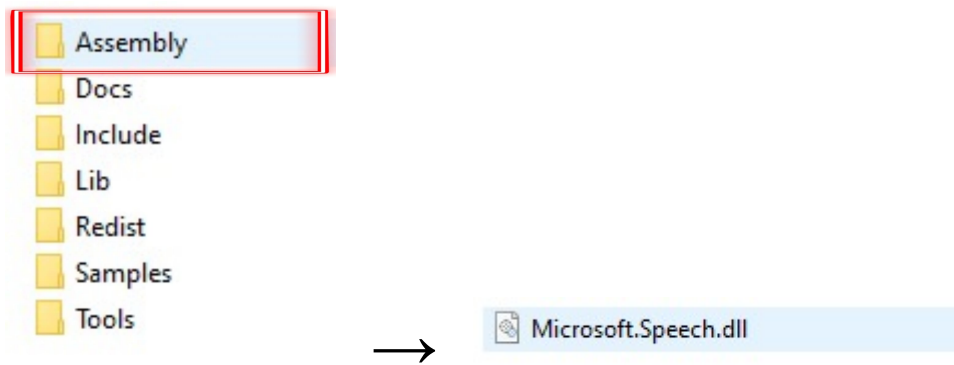 Assembly
Docs
Include
Lib
Redist
Samples
Tools
Microsoft.Speech.dll